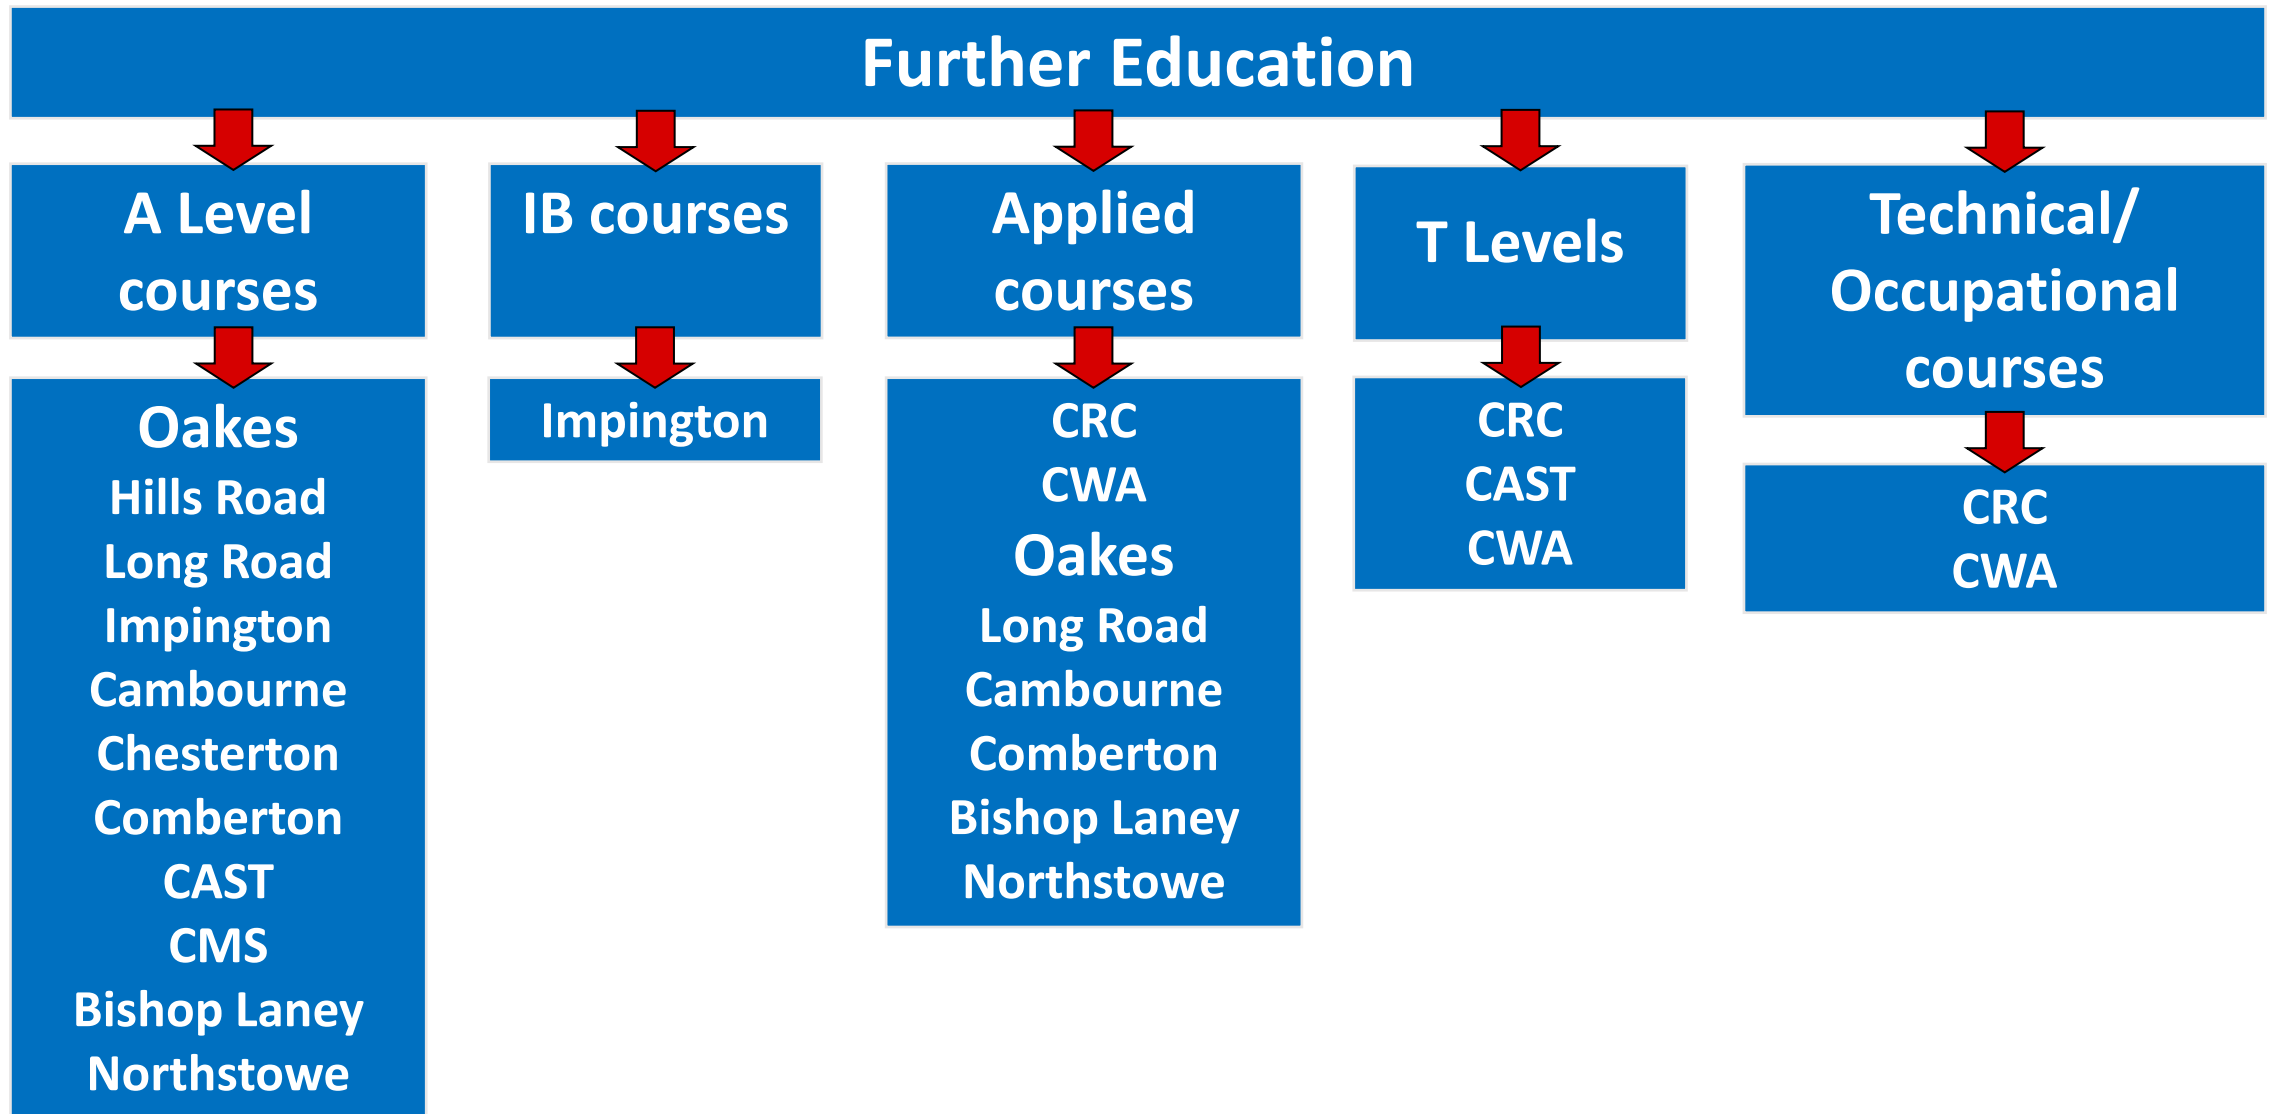 Further Education
A Level
courses
Oakes
Hills Road
Long Road
Impington
Cambourne
Chesterton
Comberton
CAST
CMS
Bishop Laney
Northstowe
IB courses
Impington
Applied
courses
CRC
CWA
Oakes
Long Road
Cambourne
Comberton
Bishop Laney
Northstowe
T Levels
CRC
CAST
CWA
Technical/
Occupational
courses
CRC
CWA